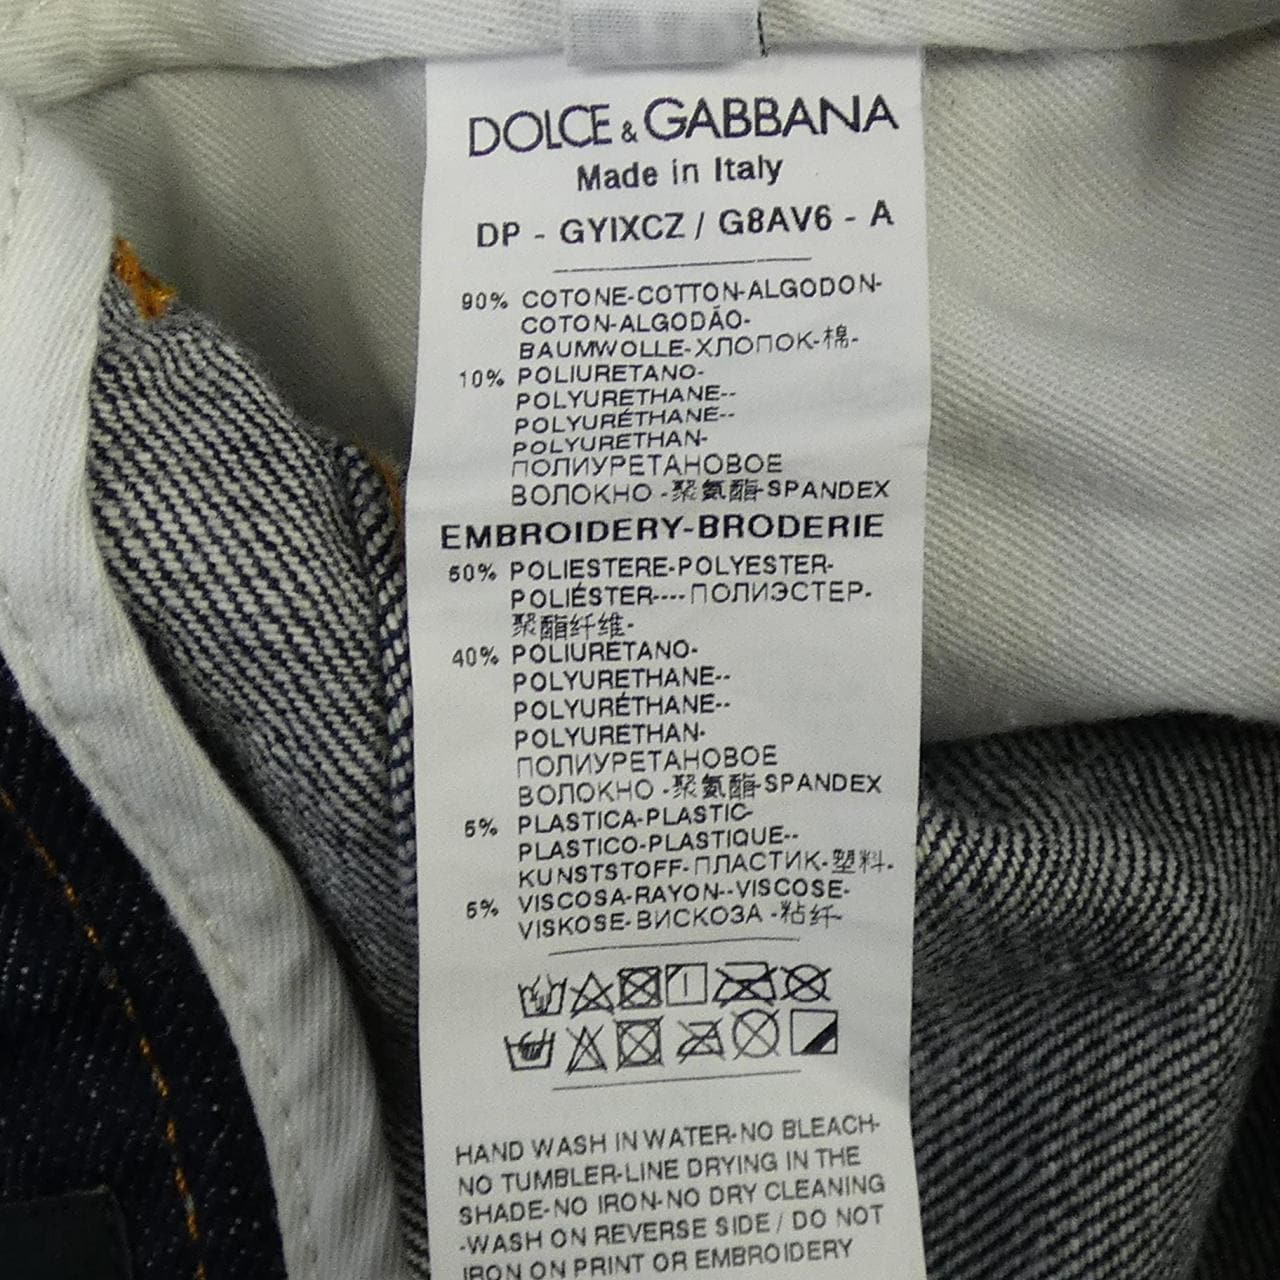 DOLCE & GABBANA
Made in Italy
DP - GYIXCZ / G8AV6 - A
90% COTONE-COTTON-ALGODON-
COTON-ALGODÃO-
BAUMWOLLE-ХЛОПОК-棉-
10% POLIURETANO-
POLYURETHANE--
POLYURÉTHANE--
POLYURETHAN-
ПОЛИУРЕТАНОВОЕ
ВОЛОКНО -聚氨酯-SPANDEX
EMBROIDERY-BRODERIE
50% POLIESTERE-POLYESTER-
POLIÉSTER----ПОЛИЭСТЕР-
聚酯纤维-
40% POLIURETANO-
POLYURETHANE--
POLYURÉTHANE--
POLYURETHAN-
ПОЛИУРЕТАНОВОЕ
ВОЛОКНО -聚氨酯-SPANDEX
5% PLASTICA-PLASTIC-
PLASTICO-PLASTIQUE--
KUNSTSTOFF-ПЛАСТИК-塑料-
5% VISCOSA-RAYON--VISCOSE-
VISKOSE-ВИСКОЗА -粘纤-
HAND WASH IN WATER-NO BLEACH-
NO TUMBLER-LINE DRYING IN THE
SHADE-NO IRON-NO DRY CLEANING
-WASH ON REVERSE SIDE / DO NOT
IRON ON PRINT OR EMBROIDERY